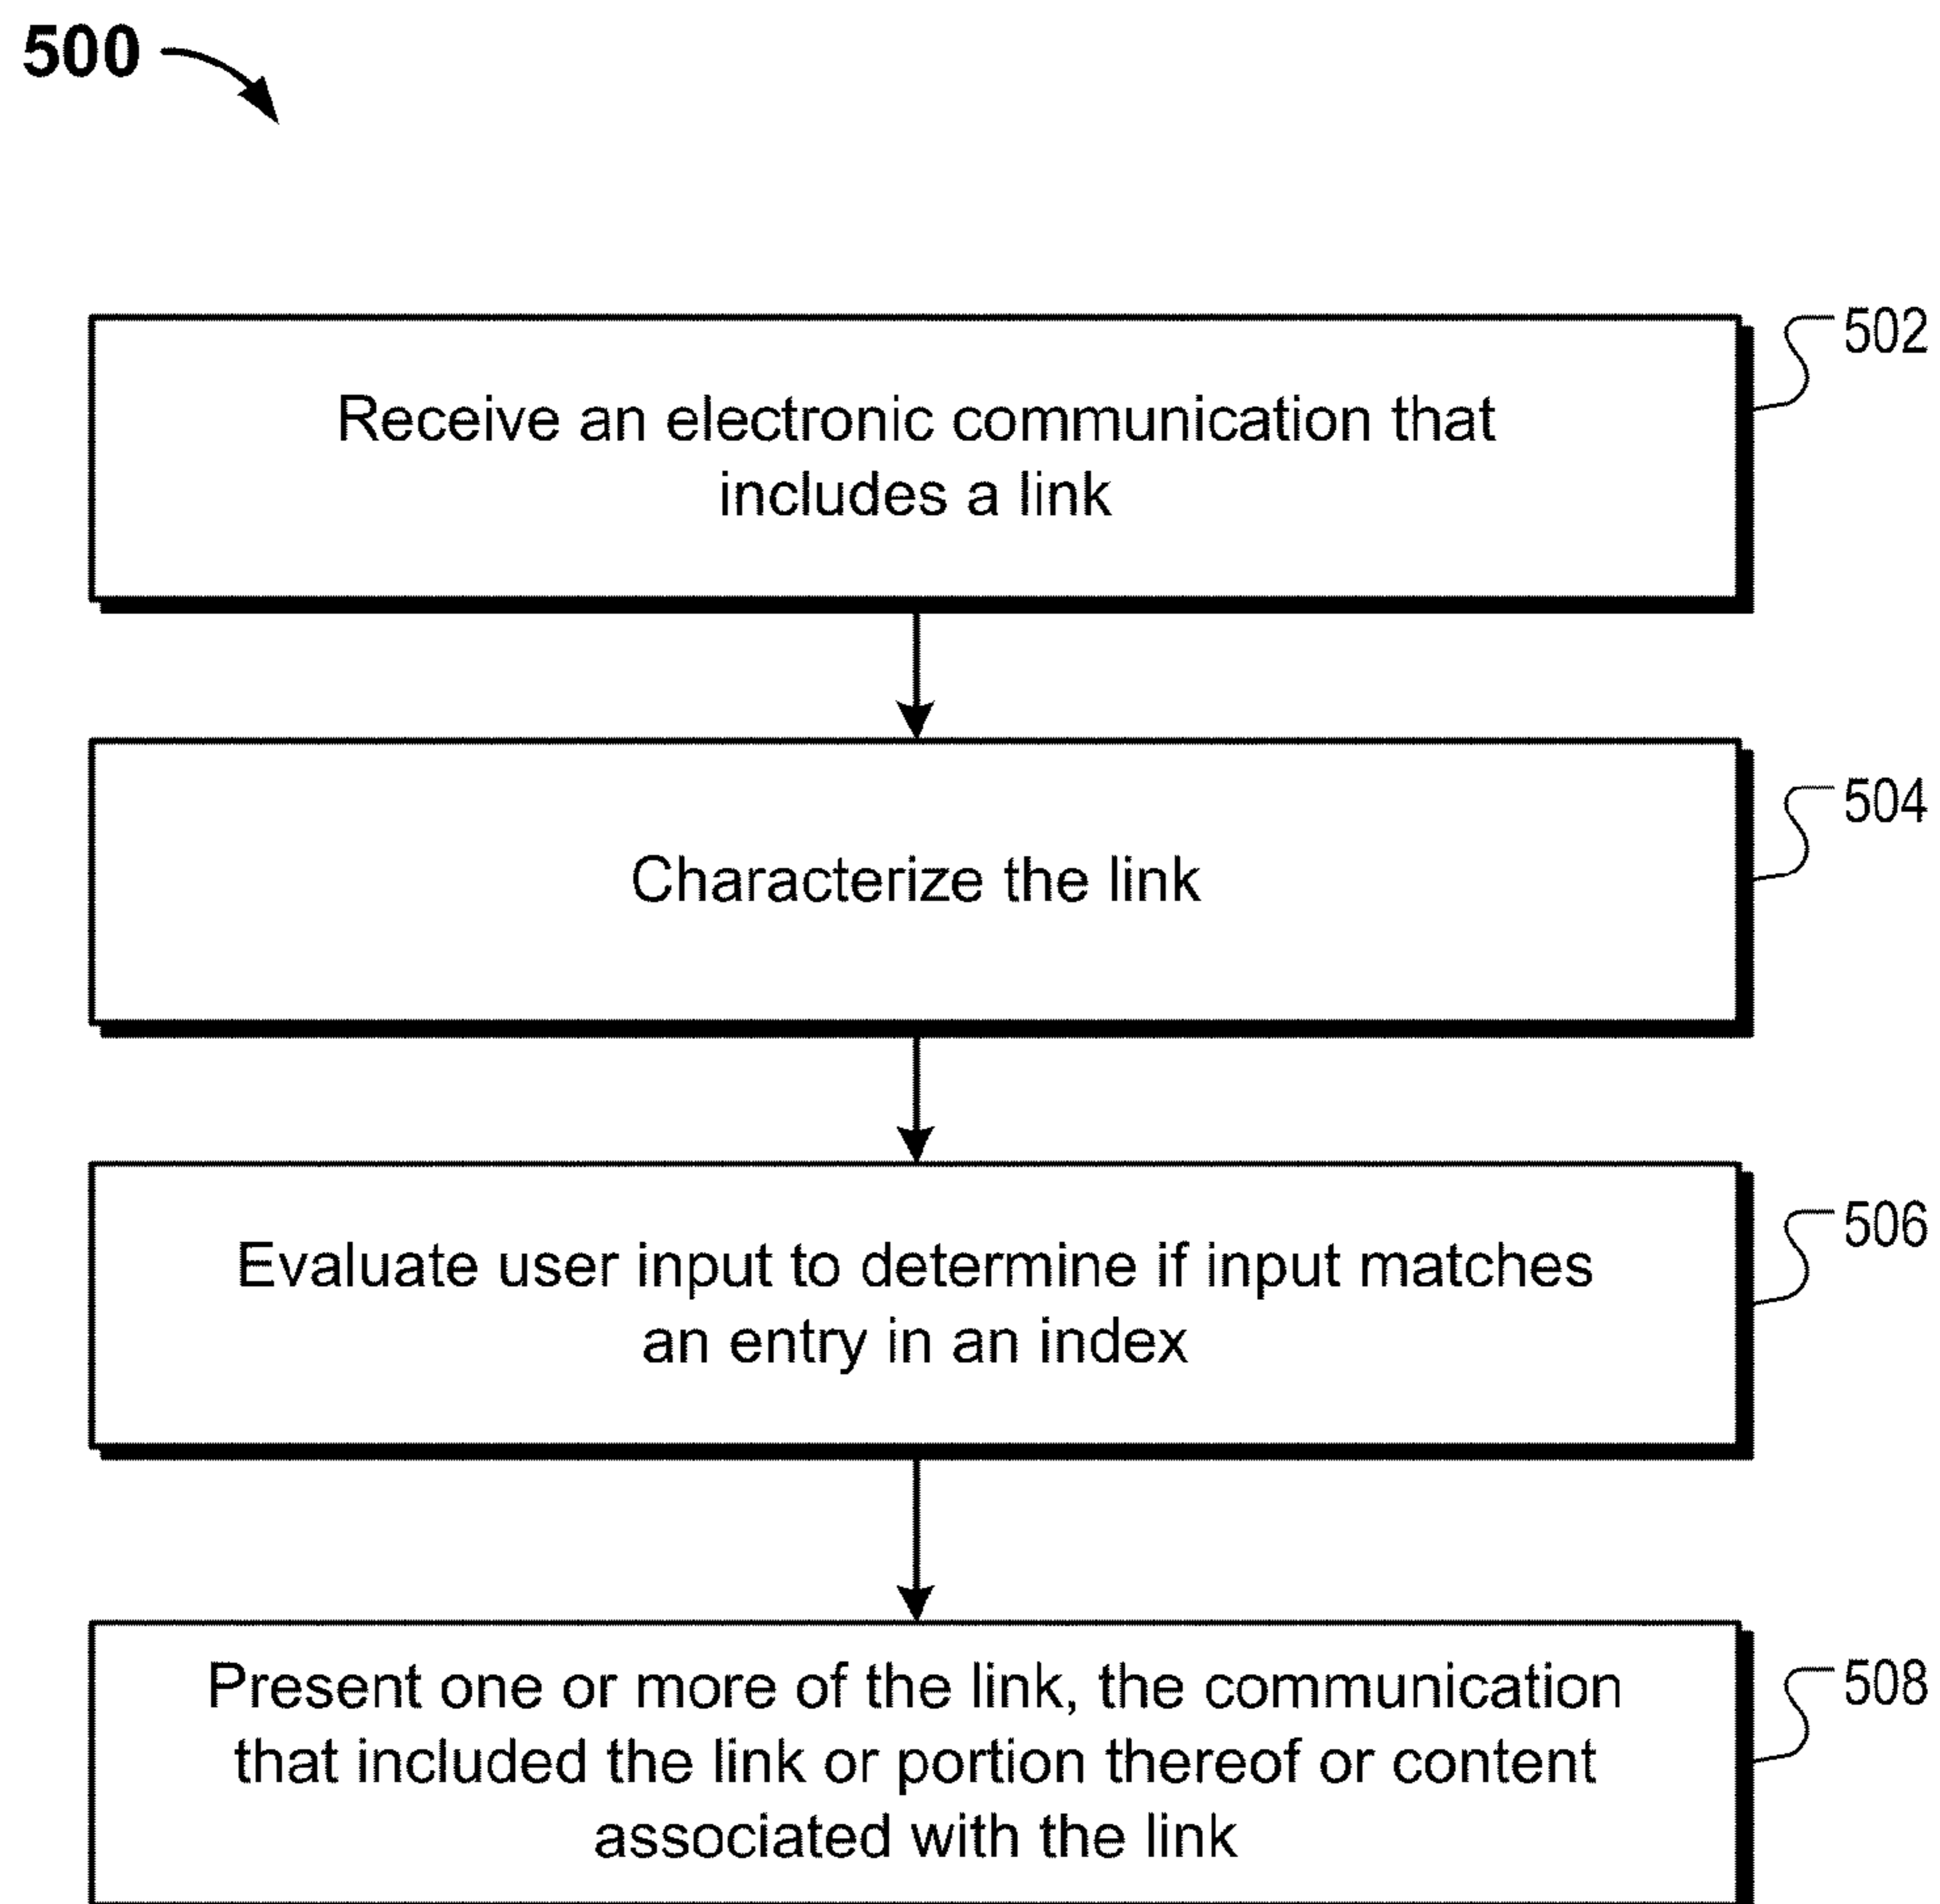 500
502
Receive an electronic communication that
includes a link
504
Characterize the link
506
Evaluate user input to determine if input matches
an entry in an index
508
Present one or more of the link, the communication
that included the link or portion thereof or content
associated with the link